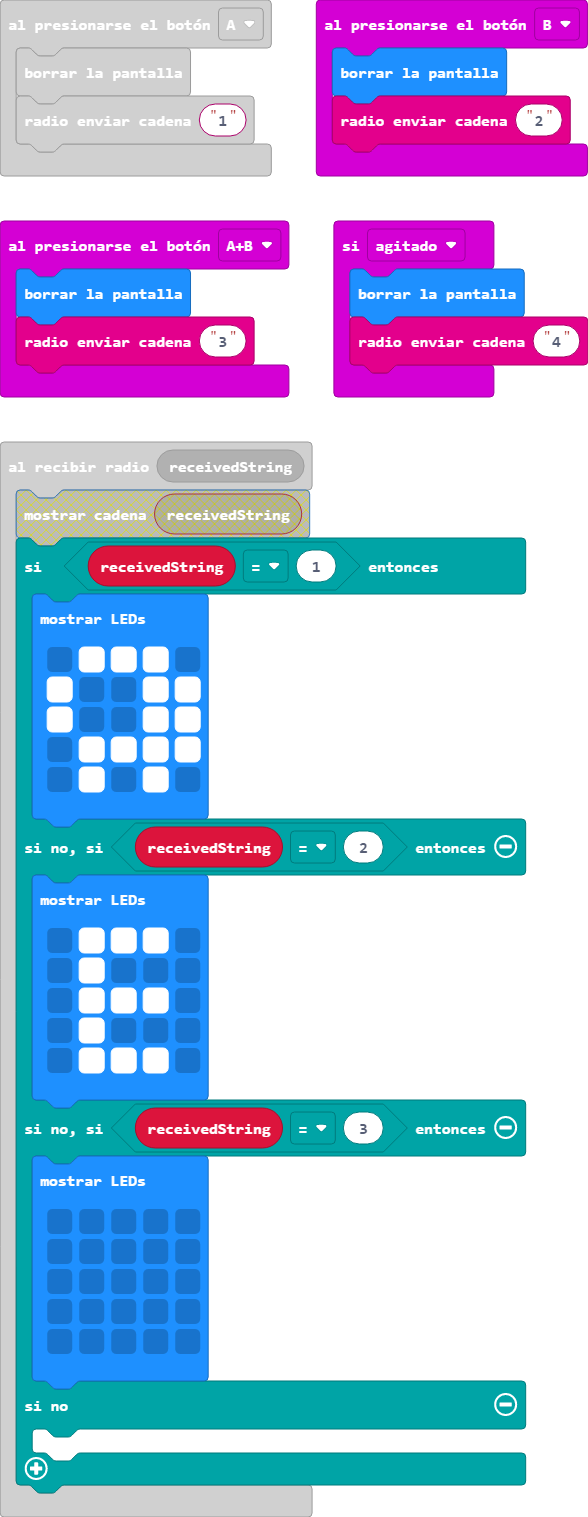 al presionarse el botón A
borrar la pantalla
radio enviar cadena "1"
al presionarse el botón B
borrar la pantalla
radio enviar cadena "2"
al presionarse el botón A+B
borrar la pantalla
radio enviar cadena "3"
si agitado
borrar la pantalla
radio enviar cadena "4"
al recibir radio receivedString
mostrar cadena receivedString
si receivedString = 1 entonces
mostrar LEDs
si no, si receivedString = 2 entonces
mostrar LEDs
si no, si receivedString = 3 entonces
mostrar LEDs
si no